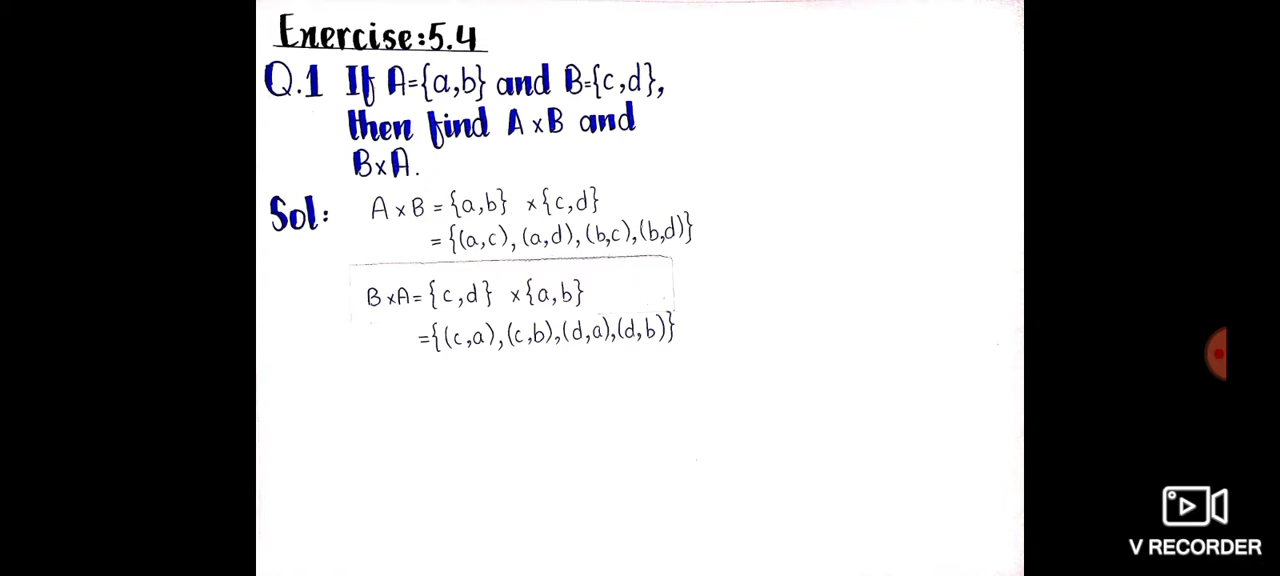 Exercise:5.4
Q.1 If A={a,b} and B={c,d},
then find A×B and
B×A.
Sol: A×B = {a,b} ×{c,d}
= {(a,c), (a,d), (b,c), (b,d)}
B×A= {c,d} ×{a,b}
={(c,a), (c,b), (d,a), (d,b)}
V RECORDER